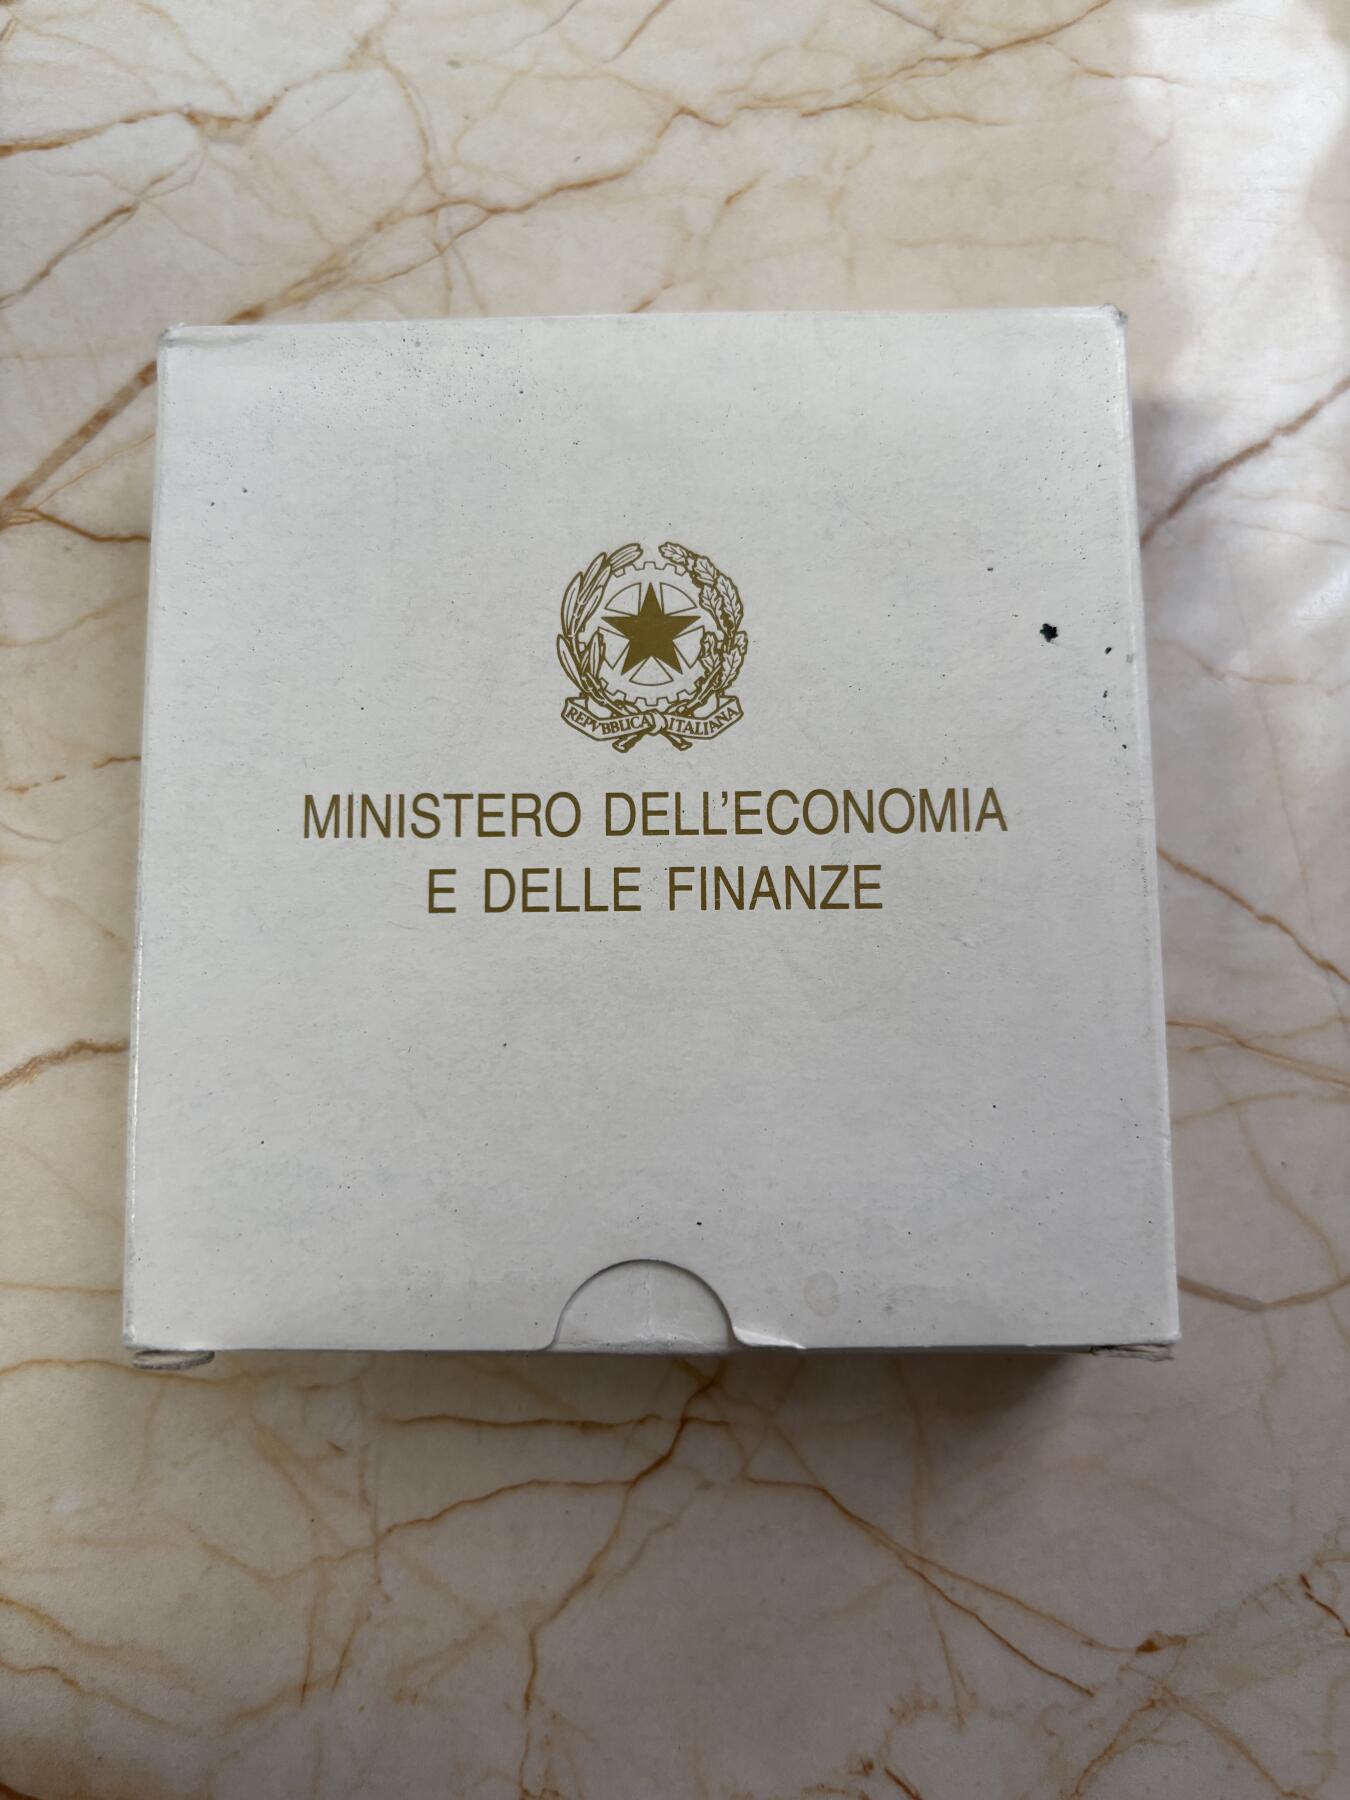 REPVBBLICA ITALIANA
MINISTERO DELL'ECONOMIA
E DELLE FINANZE